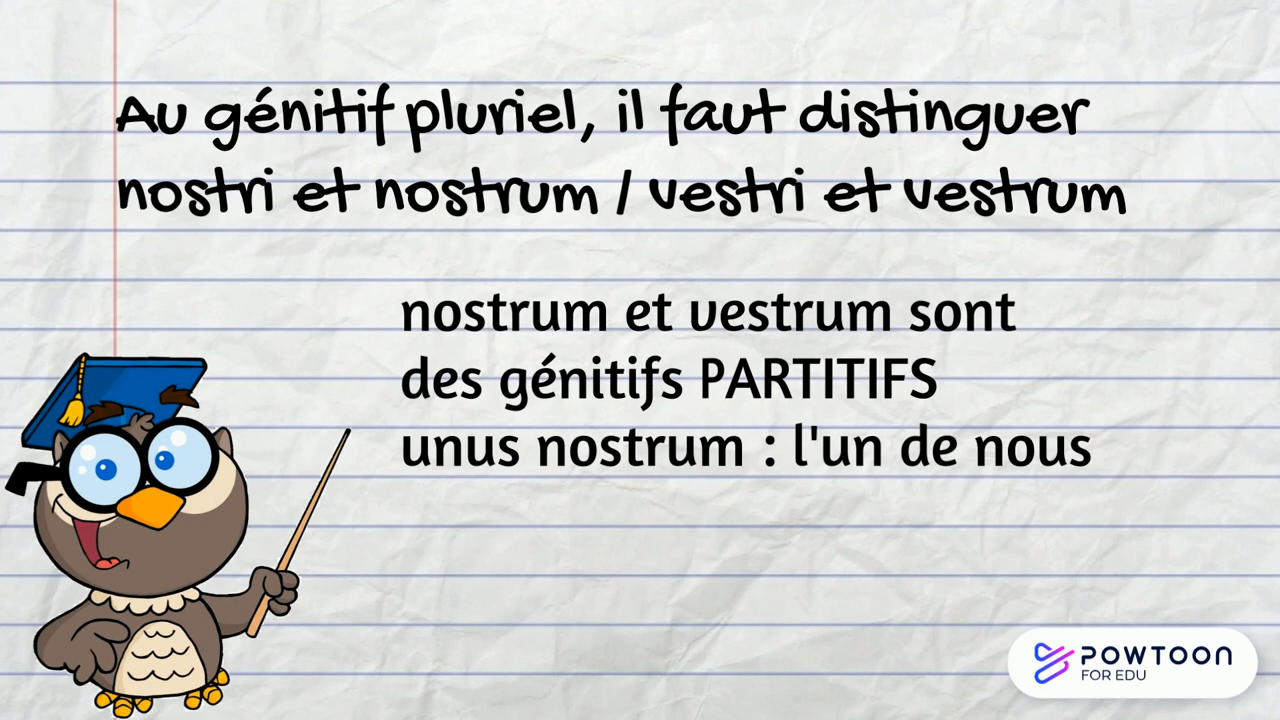 Au génitif pluriel, il faut distinguer
nostri et nostrum / vestri et vestrum
nostrum et vestrum sont
des génitifs PARTITIFS
unus nostrum : l'un de nous
POWTOON
FOR EDU